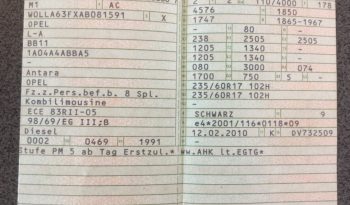 M1 AC 2 2 11074000 178
W0LLA63FXAB081591 X 4576 1850
OPEL 1747 1865-1967
L-A - 80 -
BB11 238 2505 2505
1A04A4ABBA5 1205 1340 -
- 1205 1340 -
Antara 080 3000 074
OPEL 1700 750 5 -
Fz.z.Pers.bef.b. 8 Spl. 235/60R17 102H
Kombilimousine 235/60R17 102H
ECE 83RII-05 -
98/69/EG III;B SCHWARZ 9
Diesel e4*2001/116*0118*09
0002 0469 1991 12.02.2010 K DV732509
Stufe PM 5 ab Tag Erstzul.* ww.AHK lt.EGTG*